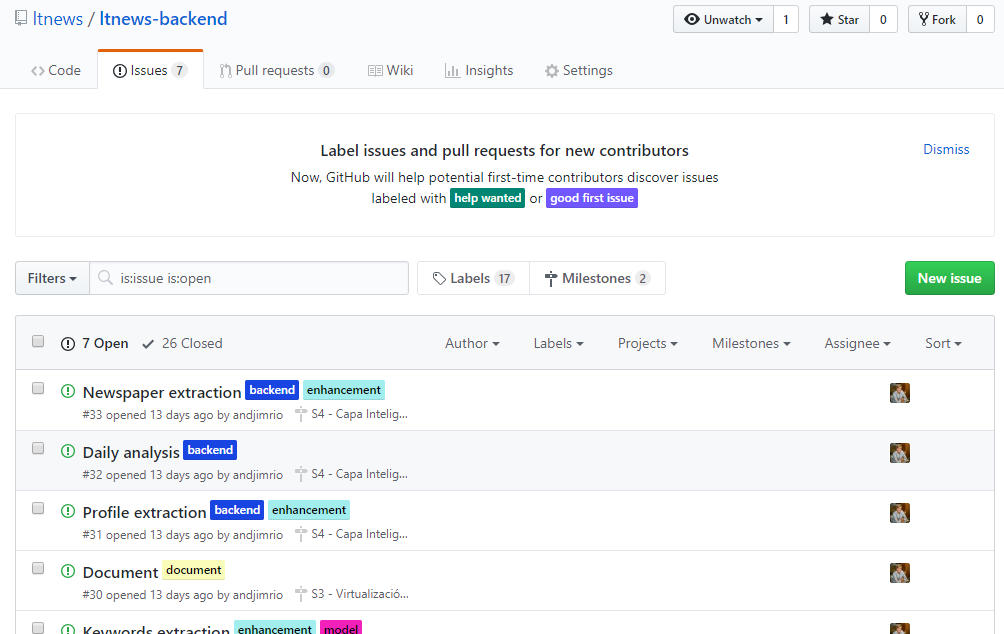 ltnews / ltnews-backend
Unwatch 1 Star 0 Fork 0
Code Issues 7 Pull requests 0 Wiki Insights Settings
Label issues and pull requests for new contributors
Dismiss
Now, GitHub will help potential first-time contributors discover issues
labeled with help wanted or good first issue
Filters is:issue is:open Labels 17 Milestones 2 New issue
7 Open 26 Closed Author Labels Projects Milestones Assignee Sort
Newspaper extraction backend enhancement
#33 opened 13 days ago by andjimrio S4 - Capa Intelig...
Daily analysis backend
#32 opened 13 days ago by andjimrio S4 - Capa Intelig...
Profile extraction backend enhancement
#31 opened 13 days ago by andjimrio S4 - Capa Intelig...
Document document
#30 opened 13 days ago by andjimrio S3 - Virtualizació...
Keywords extraction enhancement model